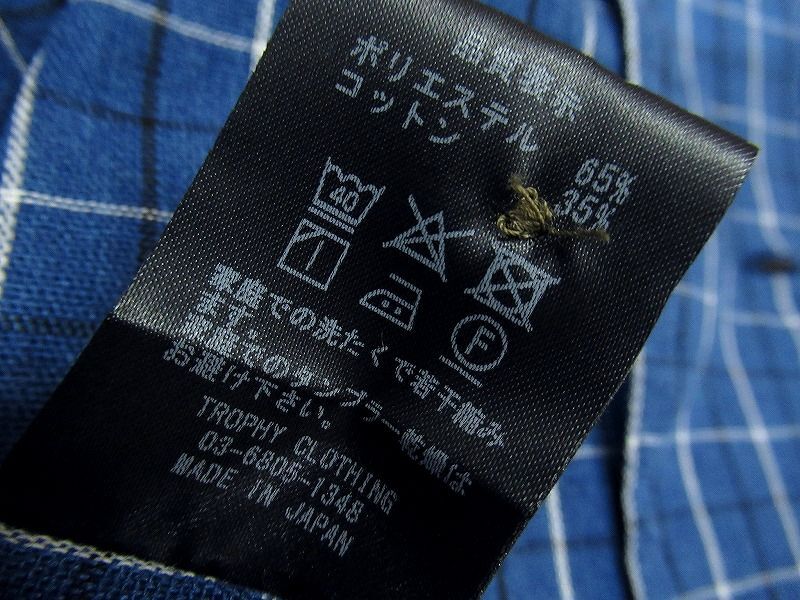 品質表示
ポリエステル 65%
コットン 35%
40
F
家庭での洗たくで若干縮み
ます。
家庭でのタンブラー乾燥は
お避け下さい。
TROPHY CLOTHING
03-6805-1348
MADE IN JAPAN